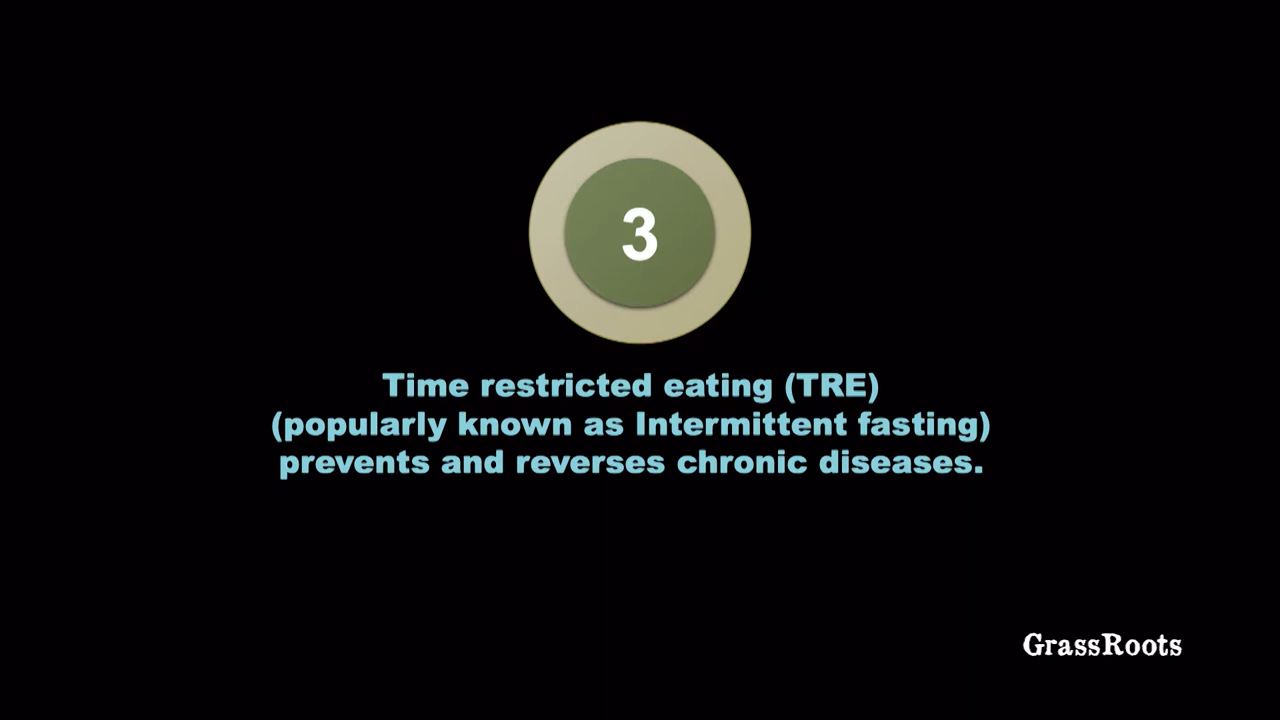 3
Time restricted eating (TRE)
(popularly known as Intermittent fasting)
prevents and reverses chronic diseases.
GrassRoots